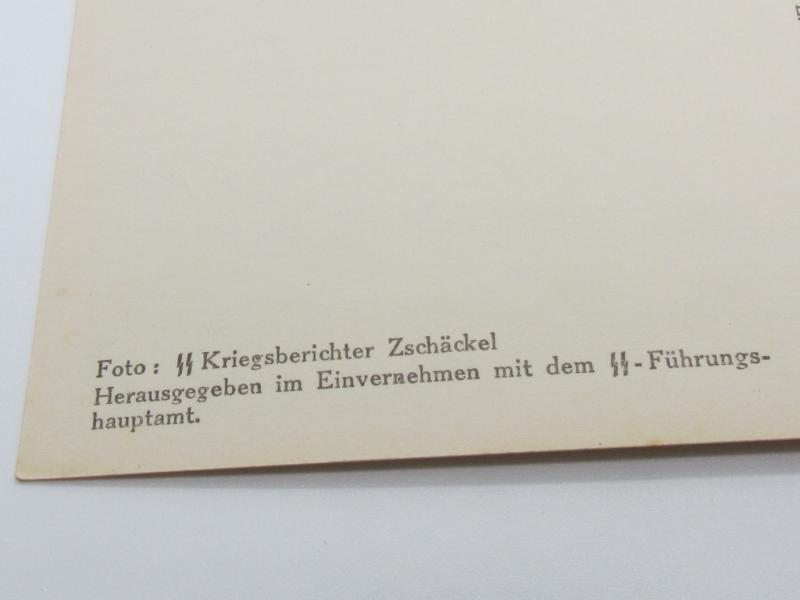 Foto: ᛋᛋ Kriegsberichter Zschäckel
Herausgegeben im Einvernehmen mit dem ᛋᛋ-Führungs-
hauptamt.